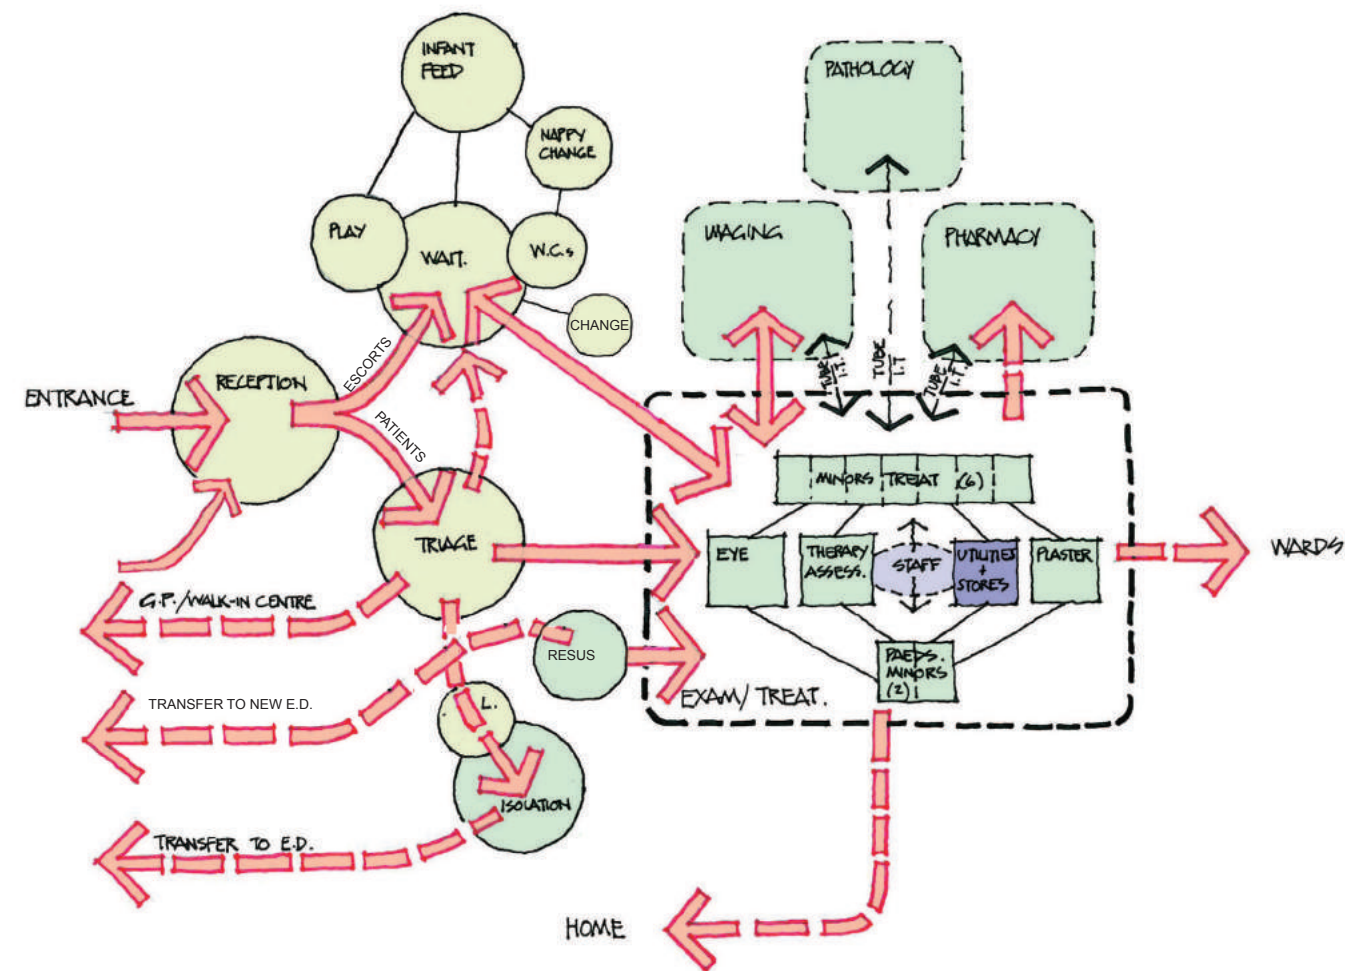 INFANT
FEED
NAPPY
CHANGE
PLAY
WAIT.
W.C.s
CHANGE
PATHOLOGY
IMAGING
PHARMACY
TUBE
I.T.
TUBE
I.T
TUBE
I.T.
ENTRANCE
RECEPTION
ESCORTS
PATIENTS
TRIAGE
MINORS TREAT (6)
EYE
THERAPY
ASSESS.
STAFF
UTILITIES
+
STORES
PLASTER
WARDS
G.P./WALK-IN CENTRE
RESUS
PAEDS.
MINORS
(2)
EXAM/TREAT.
TRANSFER TO NEW E.D.
L.
ISOLATION
TRANSFER TO E.D.
HOME